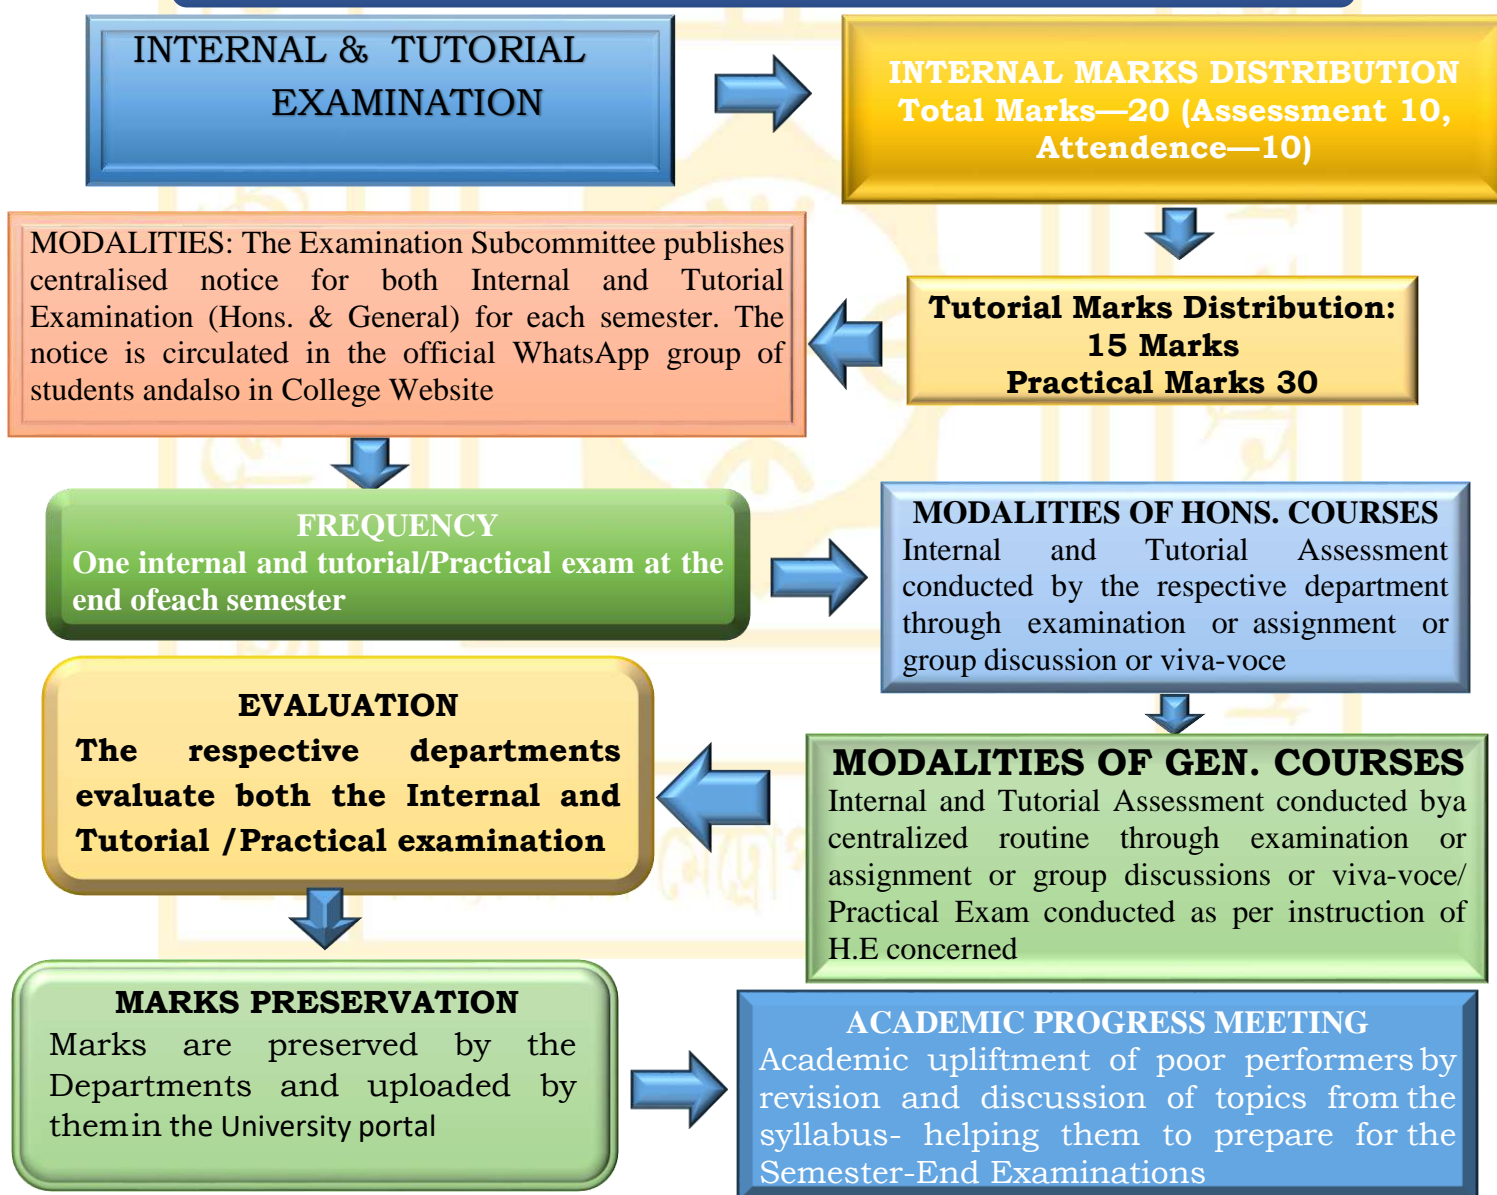 INTERNAL & TUTORIAL
EXAMINATION
INTERNAL MARKS DISTRIBUTION
Total Marks—20 (Assessment 10,
Attendence—10)
Tutorial Marks Distribution:
15 Marks
Practical Marks 30
MODALITIES: The Examination Subcommittee publishes
centralised notice for both Internal and Tutorial
Examination (Hons. & General) for each semester. The
notice is circulated in the official WhatsApp group of
students andalso in College Website
FREQUENCY
One internal and tutorial/Practical exam at the
end ofeach semester
MODALITIES OF HONS. COURSES
Internal and Tutorial Assessment
conducted by the respective department
through examination or assignment or
group discussion or viva-voce
MODALITIES OF GEN. COURSES
Internal and Tutorial Assessment conducted bya
centralized routine through examination or
assignment or group discussions or viva-voce/
Practical Exam conducted as per instruction of
H.E concerned
EVALUATION
The respective departments
evaluate both the Internal and
Tutorial /Practical examination
MARKS PRESERVATION
Marks are preserved by the
Departments and uploaded by
themin the University portal
ACADEMIC PROGRESS MEETING
Academic upliftment of poor performers by
revision and discussion of topics from the
syllabus- helping them to prepare for the
Semester-End Examinations